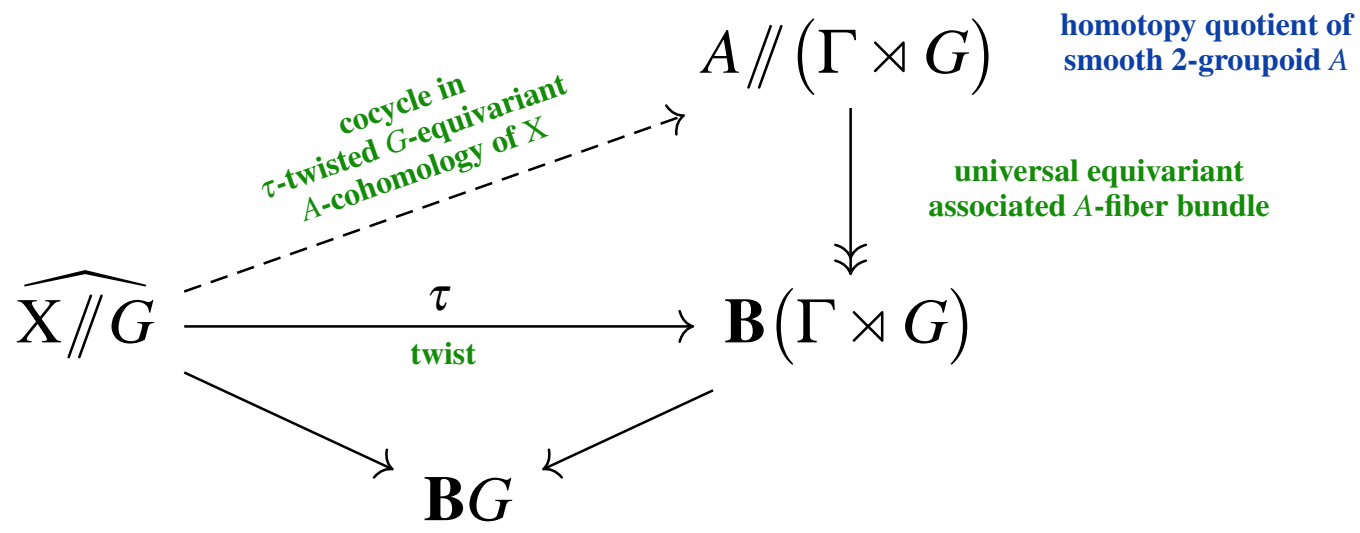 A⫽(Γ ⋊ G)
homotopy quotient of
smooth 2-groupoid A
cocycle in
τ-twisted G-equivariant
A-cohomology of X
universal equivariant
associated A-fiber bundle
X⫽G
τ
twist
B(Γ ⋊ G)
BG